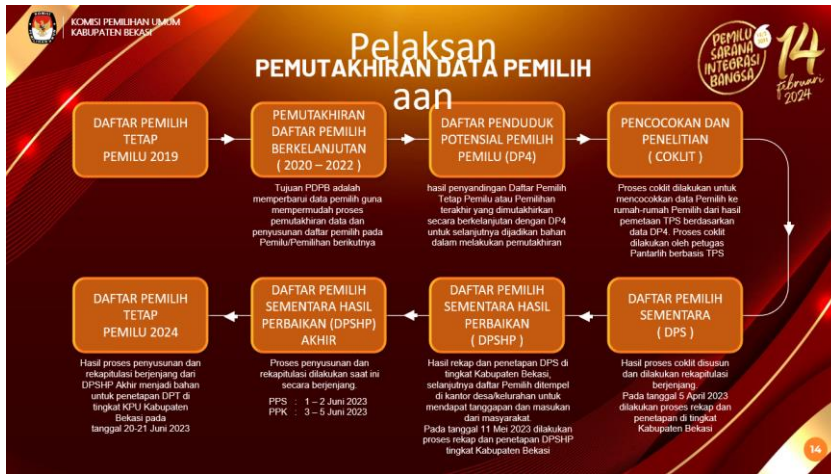 KOMISI PEMILIHAN UMUM
KABUPATEN BEKASI
Pelaksan
aan
PEMUTAKHIRAN DATA PEMILIH
PEMILU
SARANA
INTEGRASI
BANGSA
14
Februari
2024
DAFTAR PEMILIH
TETAP
PEMILU 2019
PEMUTAKHIRAN
DAFTAR PEMILIH
BERKELANJUTAN
( 2020 – 2022 )
Tujuan PDPB adalah
memperbarui data pemilih guna
mempermudah proses
pemutakhiran data dan
penyusunan daftar pemilih pada
Pemilu/Pemilihan berikutnya
DAFTAR PENDUDUK
POTENSIAL PEMILIH
PEMILU (DP4)
hasil penyandingan Daftar Pemilih
Tetap Pemilu atau Pemilihan
terakhir yang dimutakhirkan
secara berkelanjutan dengan DP4
untuk selanjutnya dijadikan bahan
dalam melakukan pemutakhiran
PENCOCOKAN DAN
PENELITIAN
( COKLIT )
Proses coklit dilakukan untuk
mencocokkan data Pemilih ke
rumah-rumah Pemilih dari hasil
pemetaan TPS berdasarkan
data DP4. Proses coklit
dilakukan oleh petugas
Pantarlih berbasis TPS
DAFTAR PEMILIH
SEMENTARA
( DPS )
Hasil proses coklit disusun
dan dilakukan rekapitulasi
berjenjang.
Pada tanggal 5 April 2023
dilakukan proses rekap dan
penetapan di tingkat
Kabupaten Bekasi
DAFTAR PEMILIH
SEMENTARA HASIL
PERBAIKAN
( DPSHP )
Hasil rekap dan penetapan DPS di
tingkat Kabupaten Bekasi,
selanjutnya daftar Pemilih ditempel
di kantor desa/kelurahan untuk
mendapat tanggapan dan masukan
dari masyarakat.
Pada tanggal 11 Mei 2023 dilakukan
proses rekap dan penetapan DPSHP
tingkat Kabupaten Bekasi
DAFTAR PEMILIH
SEMENTARA HASIL
PERBAIKAN (DPSHP)
AKHIR
Proses penyusunan dan
rekapitulasi dilakukan saat ini
secara berjenjang.
PPS : 1 – 2 Juni 2023
PPK : 3 – 5 Juni 2023
DAFTAR PEMILIH
TETAP
PEMILU 2024
Hasil proses penyusunan dan
rekapitulasi berjenjang dari
DPSHP Akhir menjadi bahan
untuk penetapan DPT di
tingkat KPU Kabupaten
Bekasi pada
tanggal 20-21 Juni 2023
14